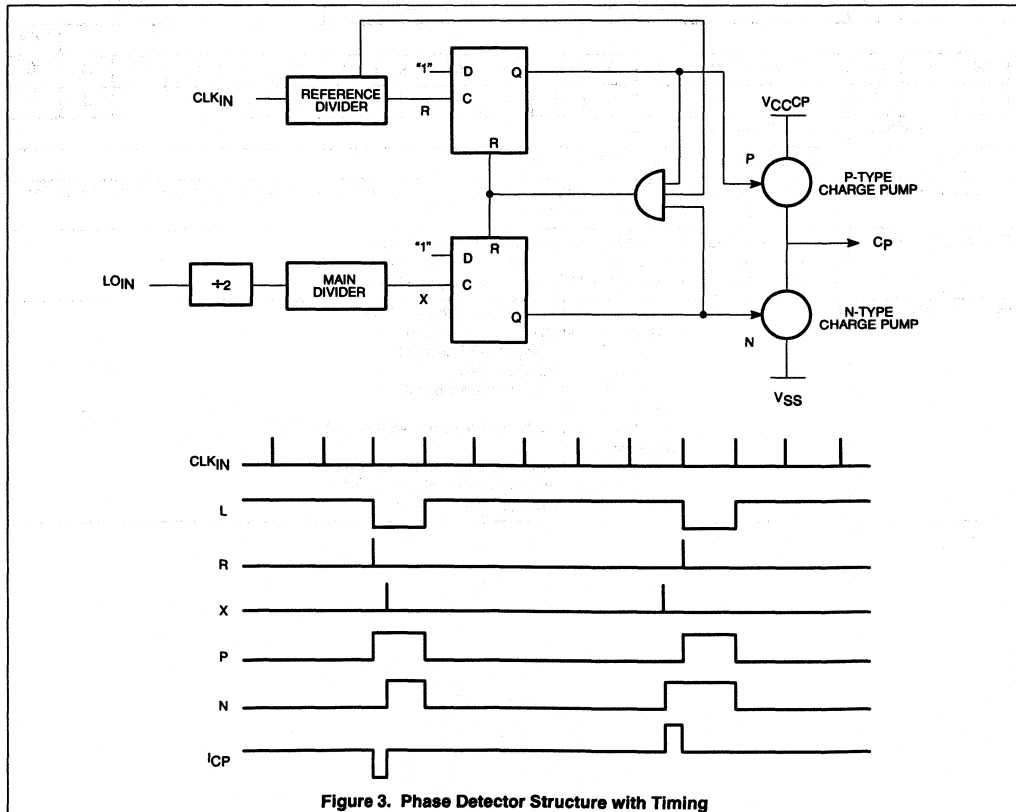 "1"
D
Q
CLKIN
REFERENCE
DIVIDER
C
R
R
VCCCP
P
P-TYPE
CHARGE PUMP
CP
"1"
R
D
LOIN
÷2
MAIN
DIVIDER
C
X
Q
N
N-TYPE
CHARGE PUMP
VSS
CLKIN
L
R
X
P
N
ICP
Figure 3. Phase Detector Structure with Timing